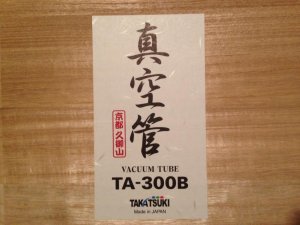 真空管
京都 久御山
VACUUM TUBE
TA-300B
TAKATSUKI
Made in JAPAN